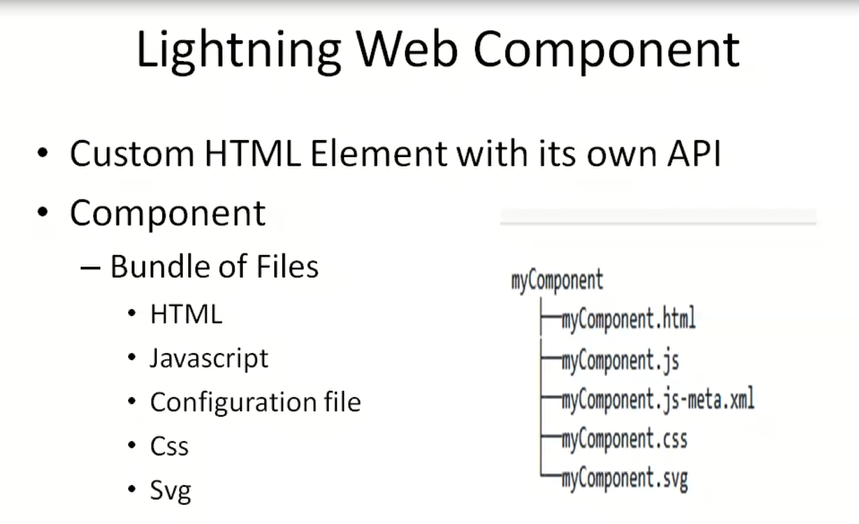 Lightning Web Component
• Custom HTML Element with its own API
• Component
– Bundle of Files
• HTML
• Javascript
• Configuration file
• Css
• Svg
myComponent
myComponent.html
myComponent.js
myComponent.js-meta.xml
myComponent.css
myComponent.svg